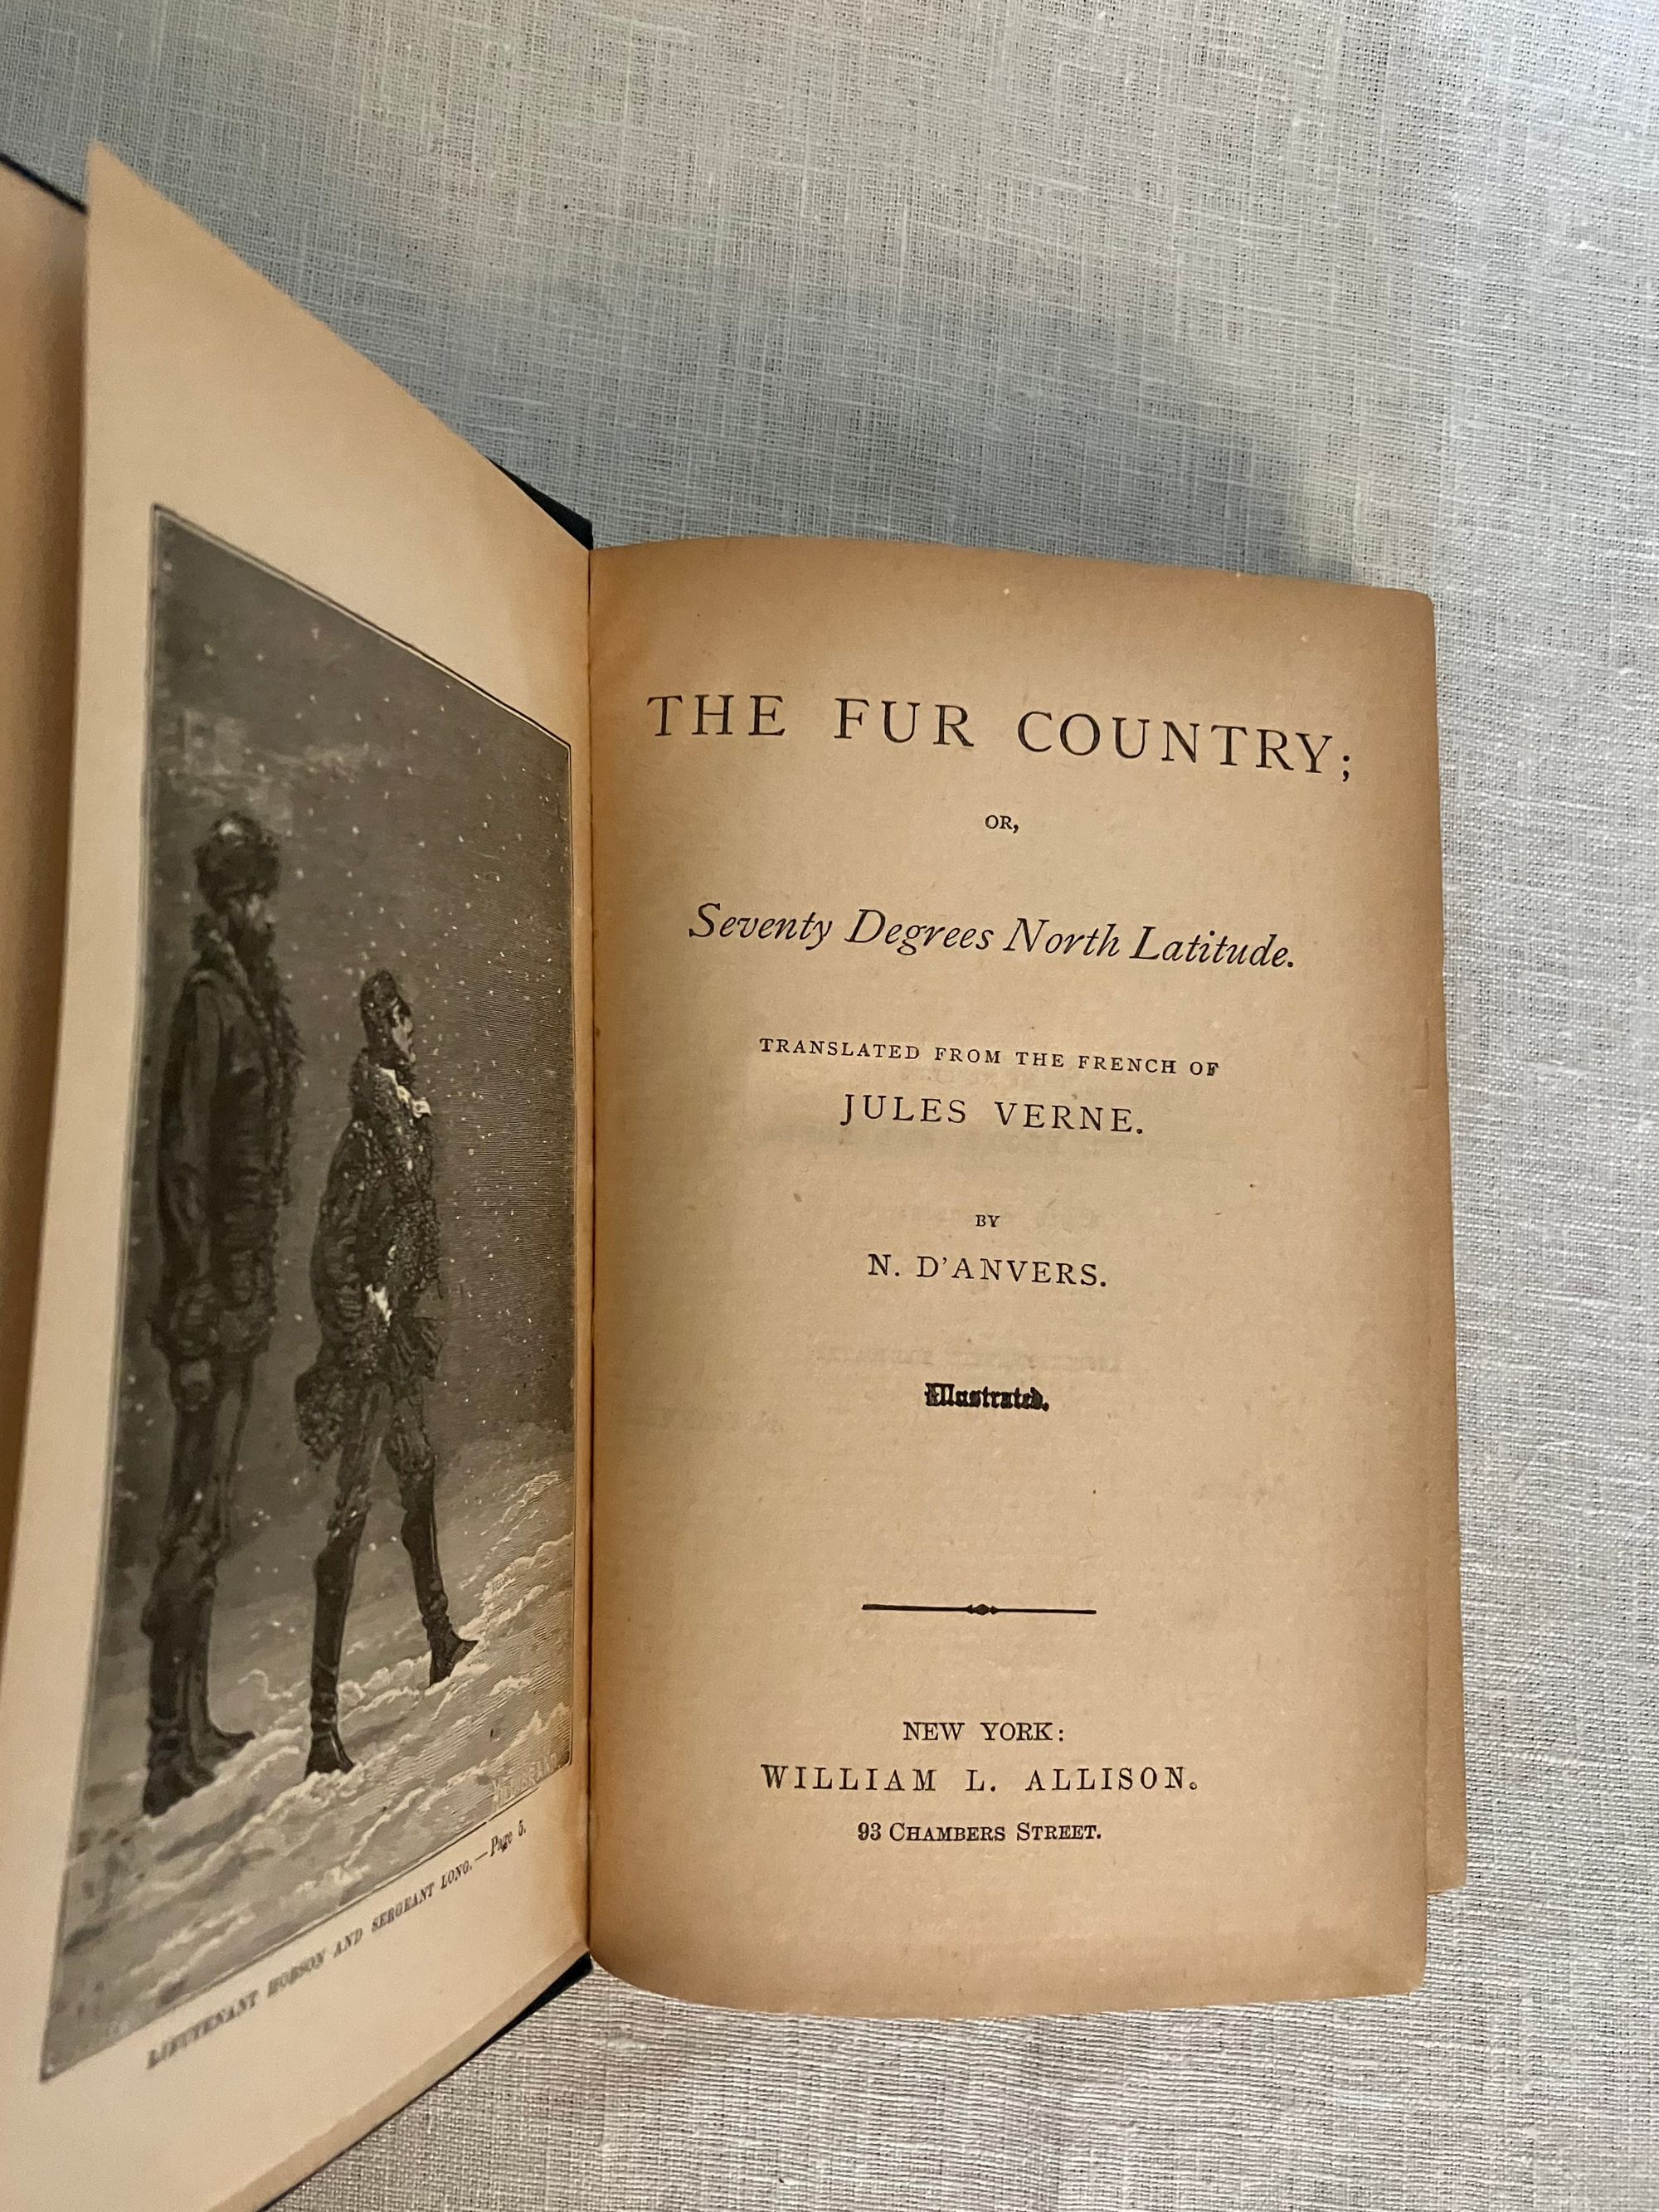 LIEUTENANT HOBSON AND SERGEANT LONG.—Page 5.
THE FUR COUNTRY;
OR,
Seventy Degrees North Latitude.
TRANSLATED FROM THE FRENCH OF
JULES VERNE.
BY
N. D'ANVERS.
Illustrated.
NEW YORK:
WILLIAM L. ALLISON.
93 CHAMBERS STREET.